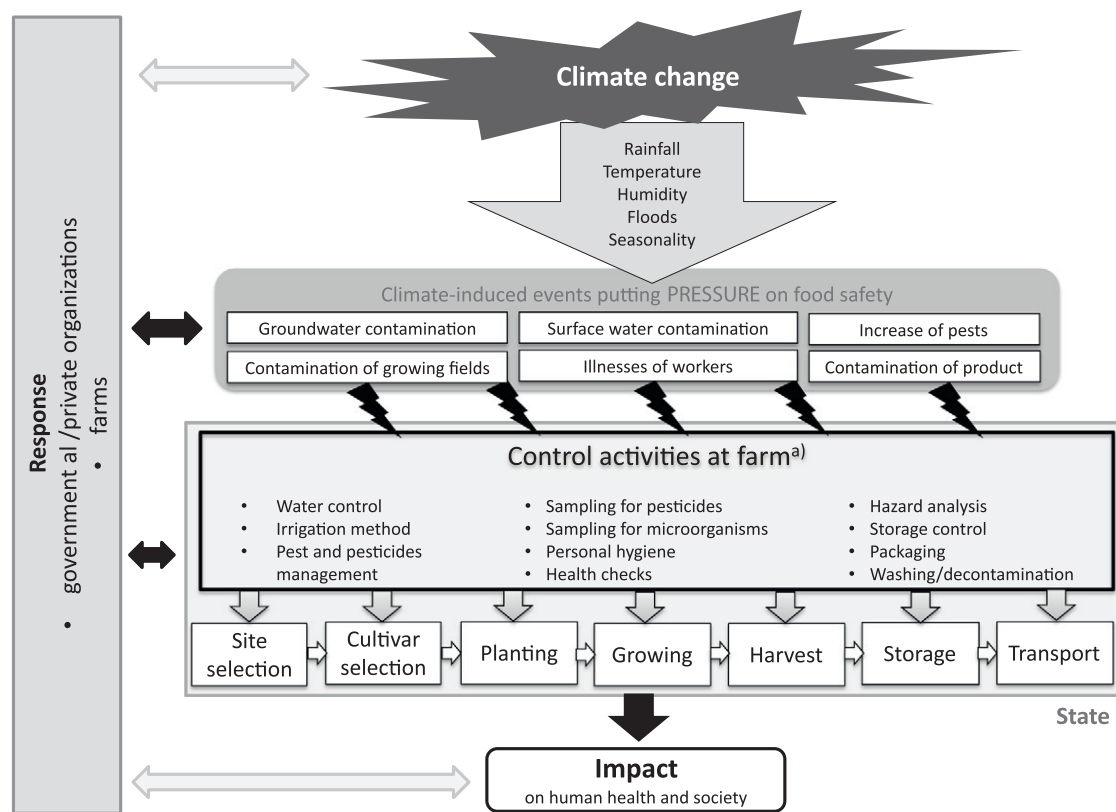 Response
• government al /private organizations
• farms
Climate change
Rainfall
Temperature
Humidity
Floods
Seasonality
Climate-induced events putting PRESSURE on food safety
Groundwater contamination
Surface water contamination
Increase of pests
Contamination of growing fields
Illnesses of workers
Contamination of product
Control activities at farm a)
• Water control
• Irrigation method
• Pest and pesticides
management
• Sampling for pesticides
• Sampling for microorganisms
• Personal hygiene
• Health checks
• Hazard analysis
• Storage control
• Packaging
• Washing/decontamination
Site
selection
Cultivar
selection
Planting
Growing
Harvest
Storage
Transport
State
Impact
on human health and society